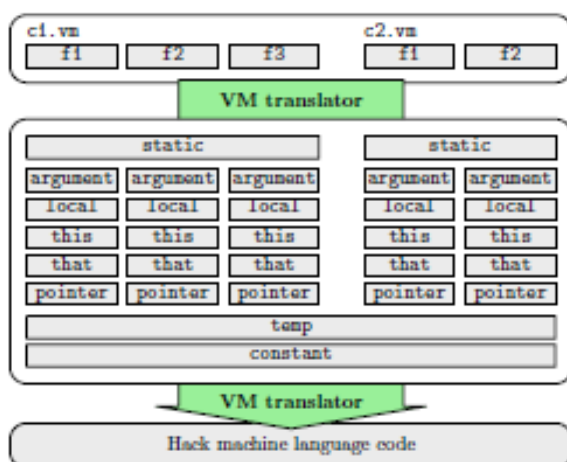 c1.vm c2.vm
f1 f2 f3 f1 f2
VM translator
static static
argument argument argument argument argument
local local local local local
this this this this this
that that that that that
pointer pointer pointer pointer pointer
temp
constant
VM translator
Hack machine language code